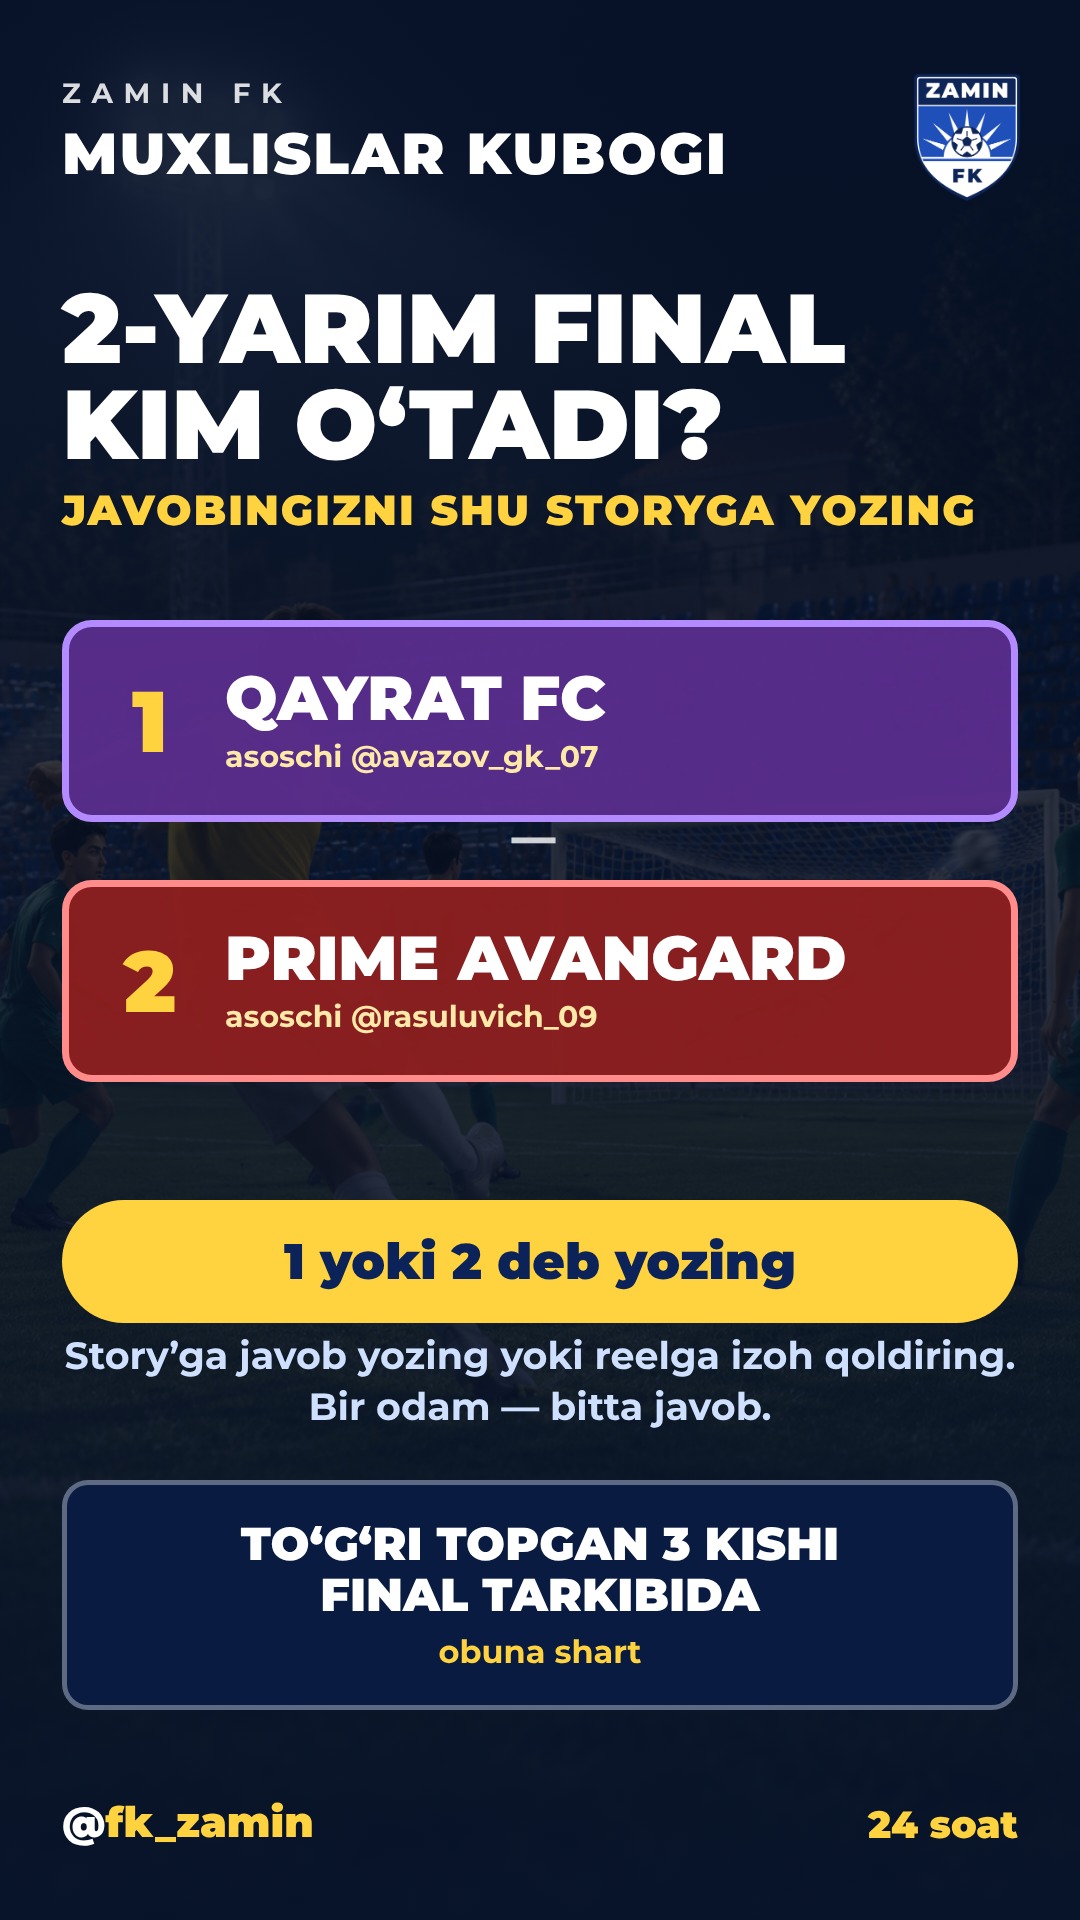 ZAMIN FK
MUXLISLAR KUBOGI
ZAMIN
FK
2-YARIM FINAL
KIM O‘TADI?
JAVOBINGIZNI SHU STORYGA YOZING
1
QAYRAT FC
asoschi @avazov_gk_07
—
2
PRIME AVANGARD
asoschi @rasuluvich_09
1 yoki 2 deb yozing
Story’ga javob yozing yoki reelga izoh qoldiring.
Bir odam — bitta javob.
TO‘G‘RI TOPGAN 3 KISHI
FINAL TARKIBIDA
obuna shart
@fk_zamin
24 soat